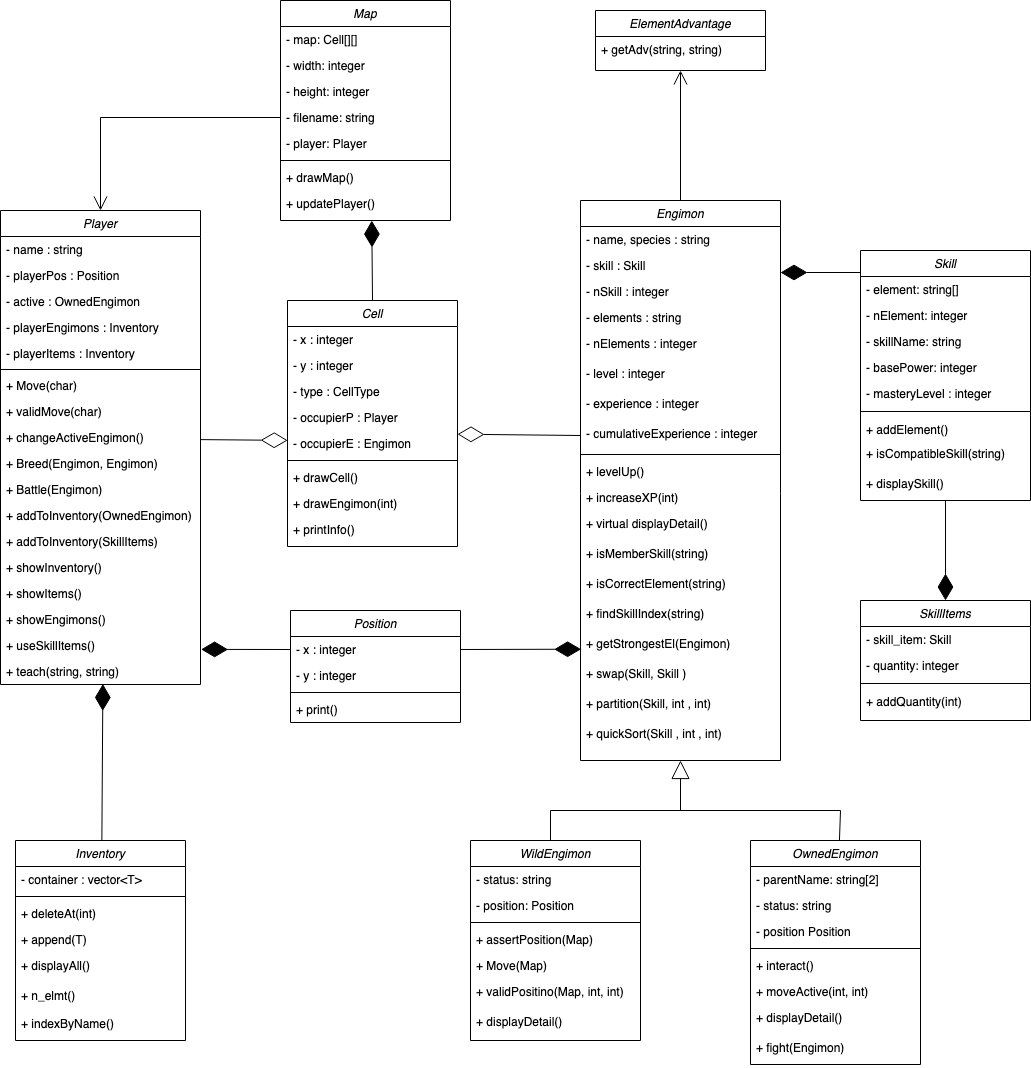 Map
- map: Cell[][]
- width: integer
- height: integer
- filename: string
- player: Player
+ drawMap()
+ updatePlayer()
ElementAdvantage
+ getAdv(string, string)
Player
- name : string
- playerPos : Position
- active : OwnedEngimon
- playerEngimons : Inventory
- playerItems : Inventory
+ Move(char)
+ validMove(char)
+ changeActiveEngimon()
+ Breed(Engimon, Engimon)
+ Battle(Engimon)
+ addToInventory(OwnedEngimon)
+ addToInventory(SkillItems)
+ showInventory()
+ showItems()
+ showEngimons()
+ useSkillItems()
+ teach(string, string)
Cell
- x : integer
- y : integer
- type : CellType
- occupierP : Player
- occupierE : Engimon
+ drawCell()
+ drawEngimon(int)
+ printInfo()
Engimon
- name, species : string
- skill : Skill
- nSkill : integer
- elements : string
- nElements : integer
- level : integer
- experience : integer
- cumulativeExperience : integer
+ levelUp()
+ increaseXP(int)
+ virtual displayDetail()
+ isMemberSkill(string)
+ isCorrectElement(string)
+ findSkillIndex(string)
+ getStrongestEl(Engimon)
+ swap(Skill, Skill )
+ partition(Skill, int , int)
+ quickSort(Skill , int , int)
Skill
- element: string[]
- nElement: integer
- skillName: string
- basePower: integer
- masteryLevel : integer
+ addElement()
+ isCompatibleSkill(string)
+ displaySkill()
Position
- x : integer
- y : integer
+ print()
SkillItems
- skill_item: Skill
- quantity: integer
+ addQuantity(int)
Inventory
- container : vector<T>
+ deleteAt(int)
+ append(T)
+ displayAll()
+ n_elmt()
+ indexByName()
WildEngimon
- status: string
- position: Position
+ assertPosition(Map)
+ Move(Map)
+ validPositino(Map, int, int)
+ displayDetail()
OwnedEngimon
- parentName: string[2]
- status: string
- position Position
+ interact()
+ moveActive(int, int)
+ displayDetail()
+ fight(Engimon)